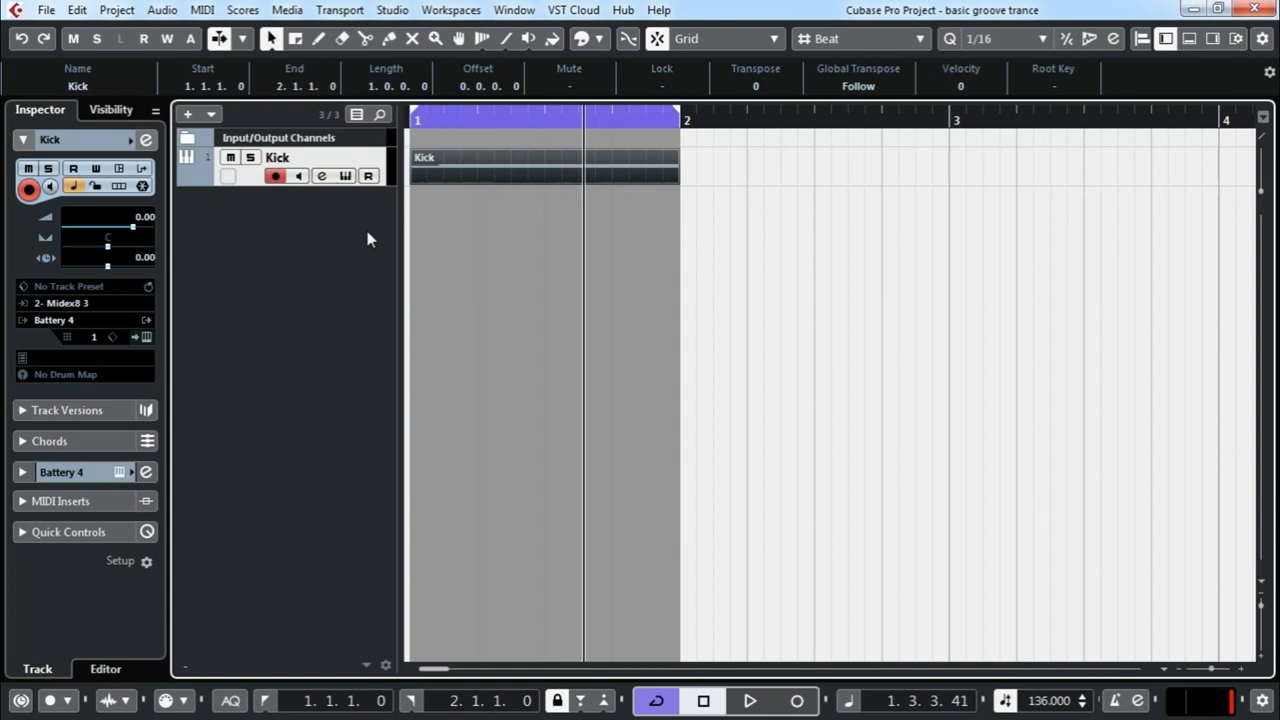 File Edit Project Audio MIDI Scores Media Transport Studio Workspaces Window VST Cloud Hub Help Cubase Pro Project - basic groove trance
M S L R W A Grid Beat Q 1/16
Name Start End Length Offset Mute Lock Transpose Global Transpose Velocity Root Key
Kick 1. 1. 1. 0 2. 1. 1. 0 1. 0. 0. 0 0. 0. 0. 0 - - 0 Follow 0 -
Inspector Visibility 3 / 3 1 2 3 4
Input/Output Channels
Kick 1 M S Kick Kick
M S R W R
0.00
C
0.00
No Track Preset
2- Midex8 3
Battery 4
1
No Drum Map
Track Versions
Chords
Battery 4
MIDI Inserts
Quick Controls
Setup
Track Editor
AQ 1. 1. 1. 0 2. 1. 1. 0 1. 3. 3. 41 136.000